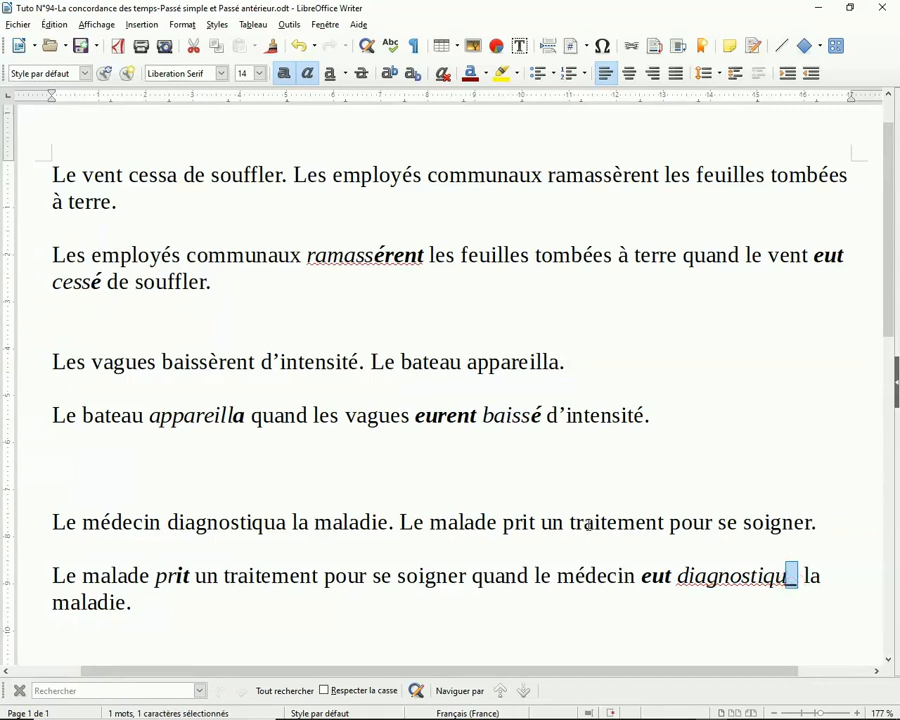 Tuto N°94-La concordance des temps-Passé simple et Passé antérieur.odt - LibreOffice Writer
Fichier Édition Affichage Insertion Format Styles Tableau Outils Fenêtre Aide
Style par défaut Liberation Serif 14
Le vent cessa de souffler. Les employés communaux ramassèrent les feuilles tombées
à terre.
Les employés communaux ramassérent les feuilles tombées à terre quand le vent eut
cessé de souffler.
Les vagues baissèrent d’intensité. Le bateau appareilla.
Le bateau appareilla quand les vagues eurent baissé d’intensité.
Le médecin diagnostiqua la maladie. Le malade prit un traitement pour se soigner.
Le malade prit un traitement pour se soigner quand le médecin eut diagnostiqu_ la
maladie.
Rechercher Tout rechercher Respecter la casse Naviguer par
Page 1 de 1 1 mots, 1 caractères sélectionnés Style par défaut Français (France) 177 %